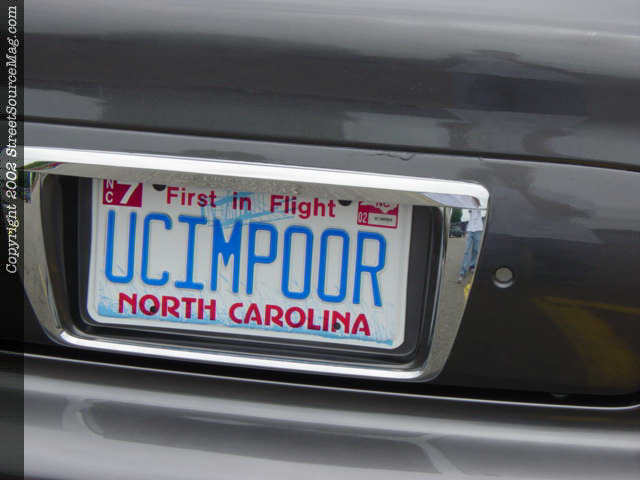 Copyright © 2002 StreetSourceMag.com
NC 7 First in Flight NC
02
UCIMPOOR
NORTH CAROLINA